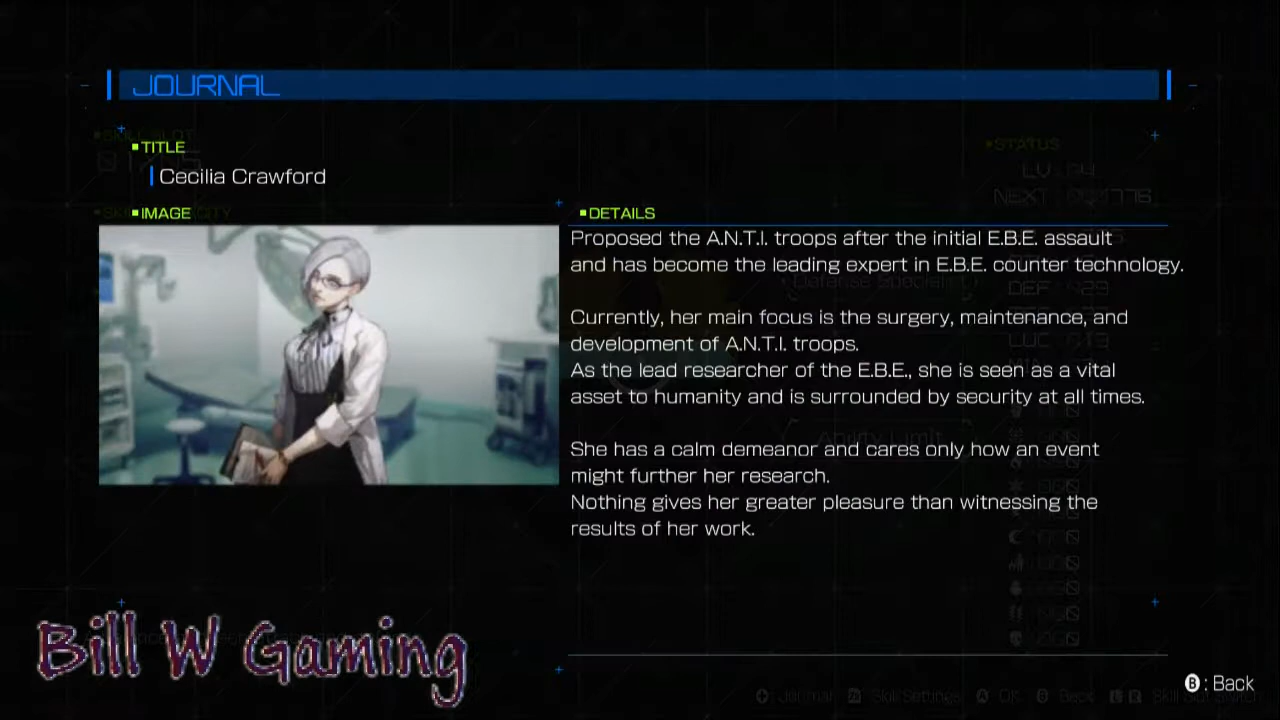 JOURNAL
TITLE
Cecilia Crawford
IMAGE
DETAILS
Proposed the A.N.T.I. troops after the initial E.B.E. assault
and has become the leading expert in E.B.E. counter technology.
Currently, her main focus is the surgery, maintenance, and
development of A.N.T.I. troops.
As the lead researcher of the E.B.E., she is seen as a vital
asset to humanity and is surrounded by security at all times.
She has a calm demeanor and cares only how an event
might further her research.
Nothing gives her greater pleasure than witnessing the
results of her work.
STATUS
NEXT
DEF
LUC
Bill W Gaming
B : Back